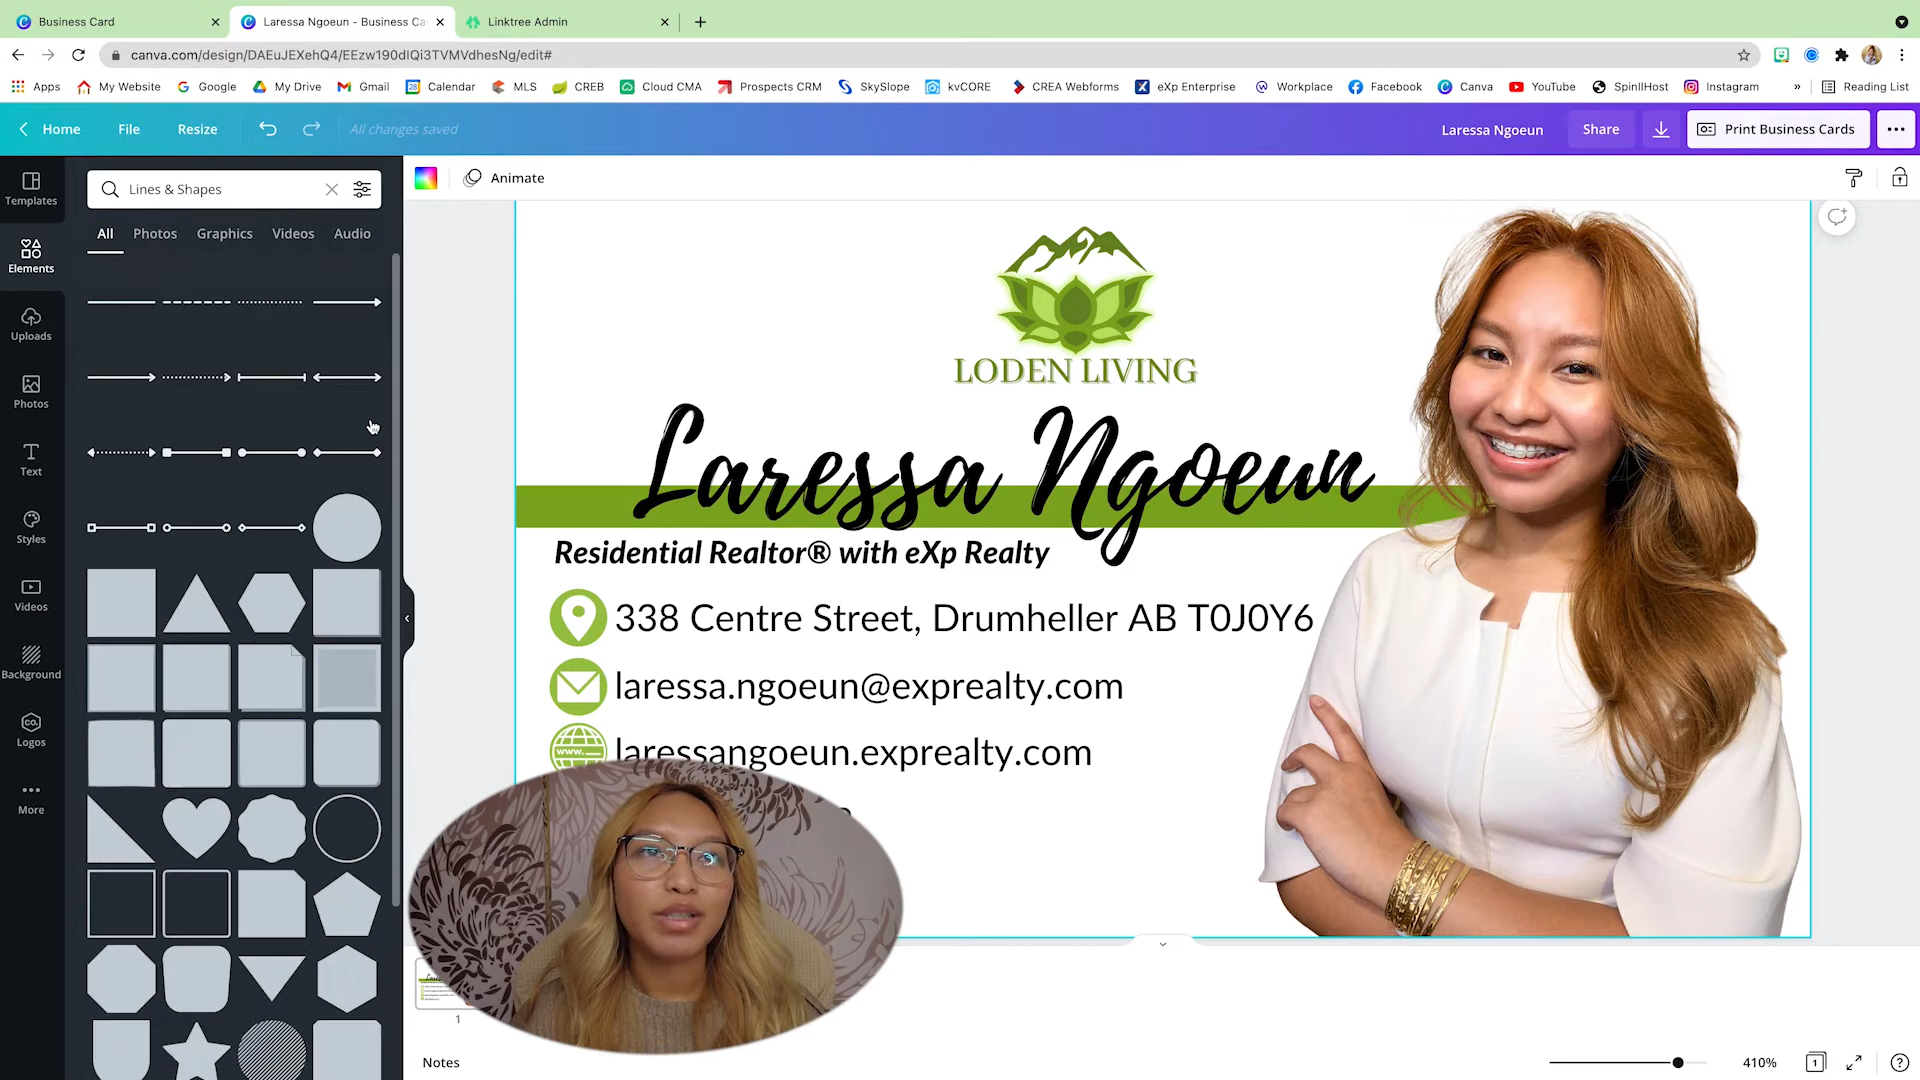 Business Card
Laressa Ngoeun - Business Ca
Linktree Admin
canva.com/design/DAEuJEXehQ4/EEzw190dlQi3TVMVdhesNg/edit#
Apps My Website Google My Drive Gmail Calendar MLS CREB Cloud CMA Prospects CRM SkySlope kvCORE CREA Webforms eXp Enterprise Workplace Facebook Canva YouTube SpinllHost Instagram » Reading List
Home File Resize All changes saved Laressa Ngoeun Share Print Business Cards
Templates
Elements
Uploads
Photos
Text
Styles
Videos
Background
Logos
More
Lines & Shapes
All Photos Graphics Videos Audio
Animate
LODEN LIVING
Laressa Ngoeun
Residential Realtor® with eXp Realty
338 Centre Street, Drumheller AB T0J0Y6
laressa.ngoeun@exprealty.com
www.
laressangoeun.exprealty.com
1
Notes
410%
1